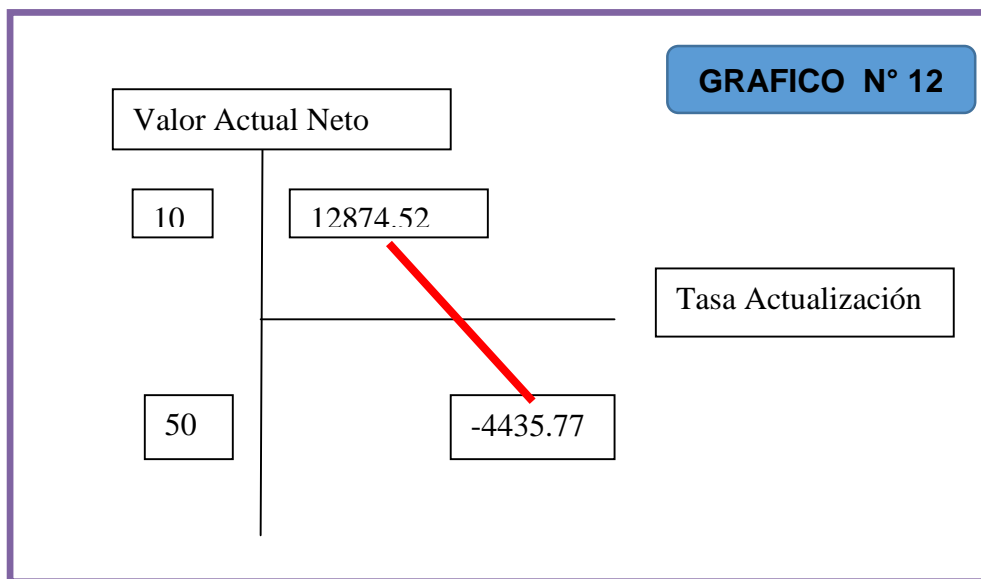 GRAFICO N° 12
Valor Actual Neto
10
12874.52
Tasa Actualización
50
-4435.77